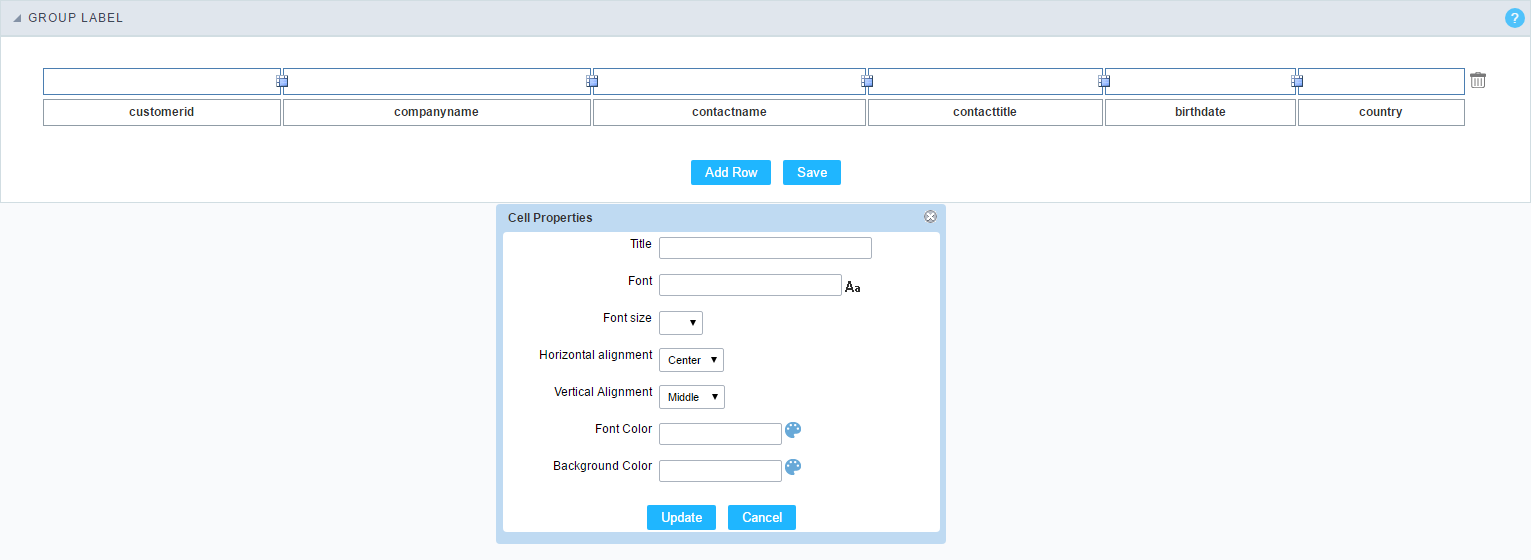 GROUP LABEL ?
customerid companyname contactname contacttitle birthdate country
Add Row Save
Cell Properties
Title
Font Aa
Font size
Horizontal alignment Center
Vertical Alignment Middle
Font Color
Background Color
Update Cancel